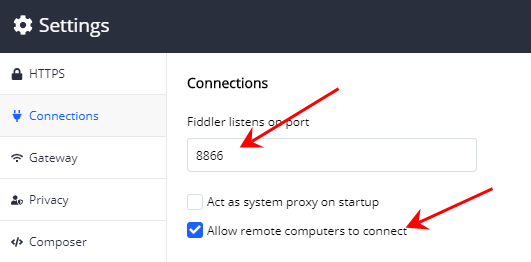 Settings
HTTPS
Connections
Gateway
Privacy
Composer
Connections
Fiddler listens on port
8866
Act as system proxy on startup
Allow remote computers to connect